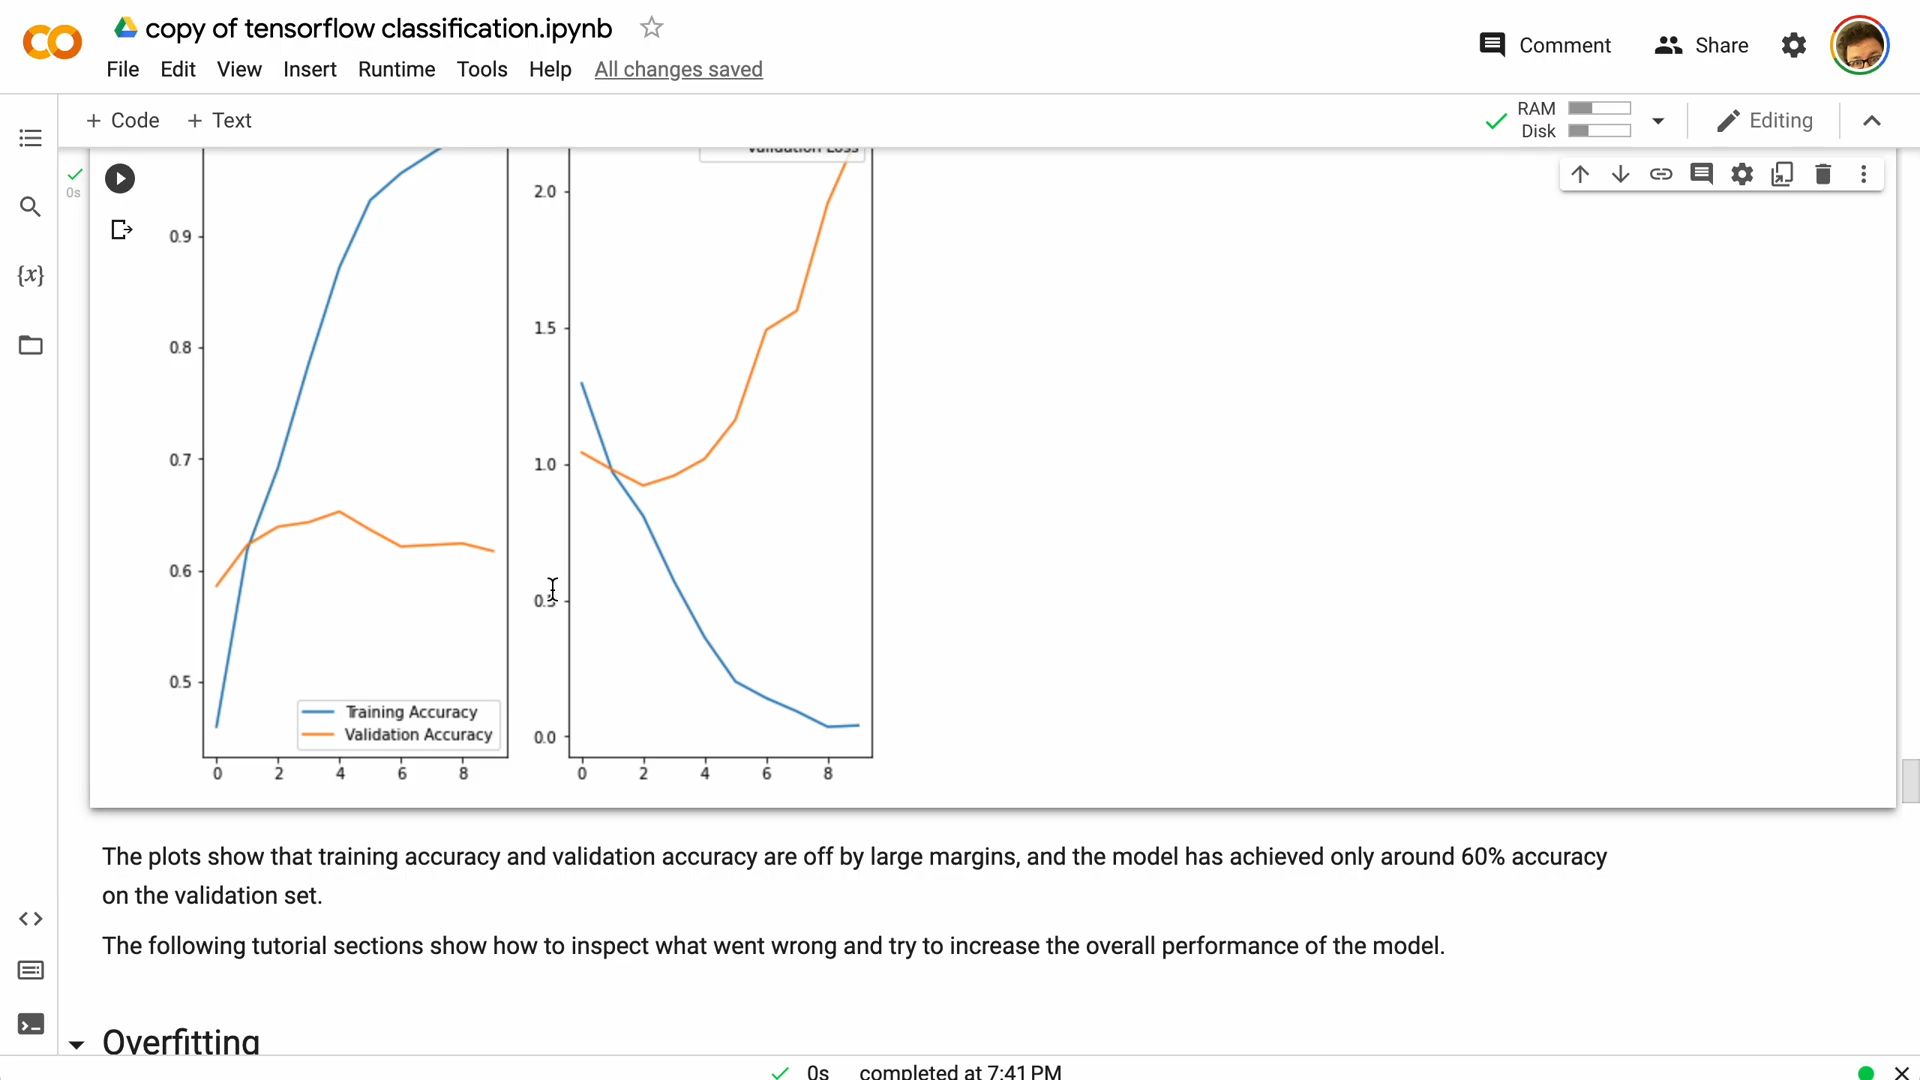 copy of tensorflow classification.ipynb
Comment
Share
File Edit View Insert Runtime Tools Help All changes saved
+ Code + Text
RAM
Disk
Editing
{x}
0s
Validation Loss
0.9
0.8
0.7
0.6
0.5
2.0
1.5
1.0
0.5
0.0
Training Accuracy
Validation Accuracy
0 2 4 6 8
0 2 4 6 8
The plots show that training accuracy and validation accuracy are off by large margins, and the model has achieved only around 60% accuracy
on the validation set.
The following tutorial sections show how to inspect what went wrong and try to increase the overall performance of the model.
Overfitting
0s completed at 7:41 PM